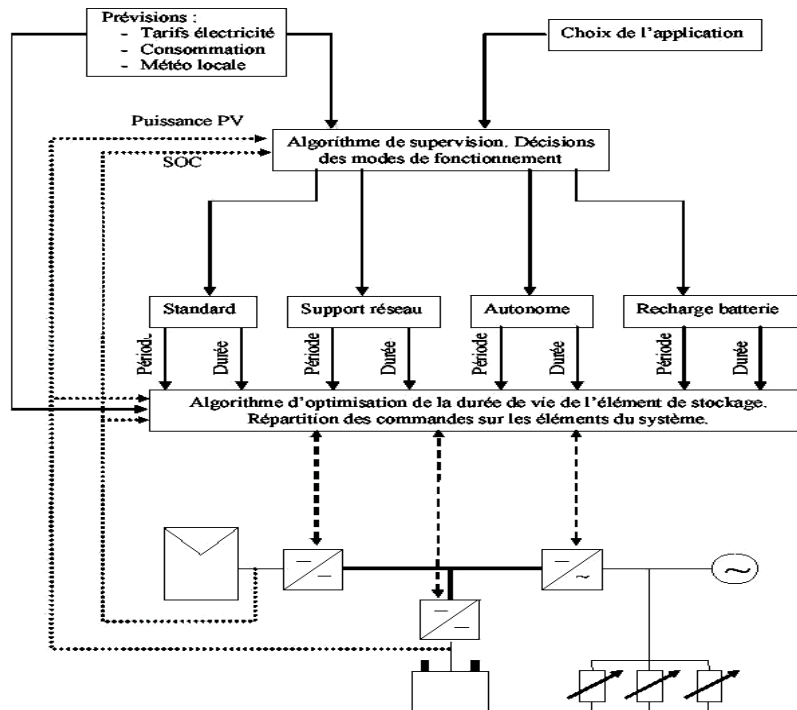 Prévisions :
- Tarifs électricité
- Consommation
- Météo locale
Choix de l'application
Puissance PV
SOC
Algorithme de supervision. Décisions
des modes de fonctionnement
Standard
Support réseau
Autonome
Recharge batterie
Périod.
Durée
Période
Durée
Période
Durée
Période
Durée
Algorithme d'optimisation de la durée de vie de l'élément de stockage.
Répartition des commandes sur les éléments du système.